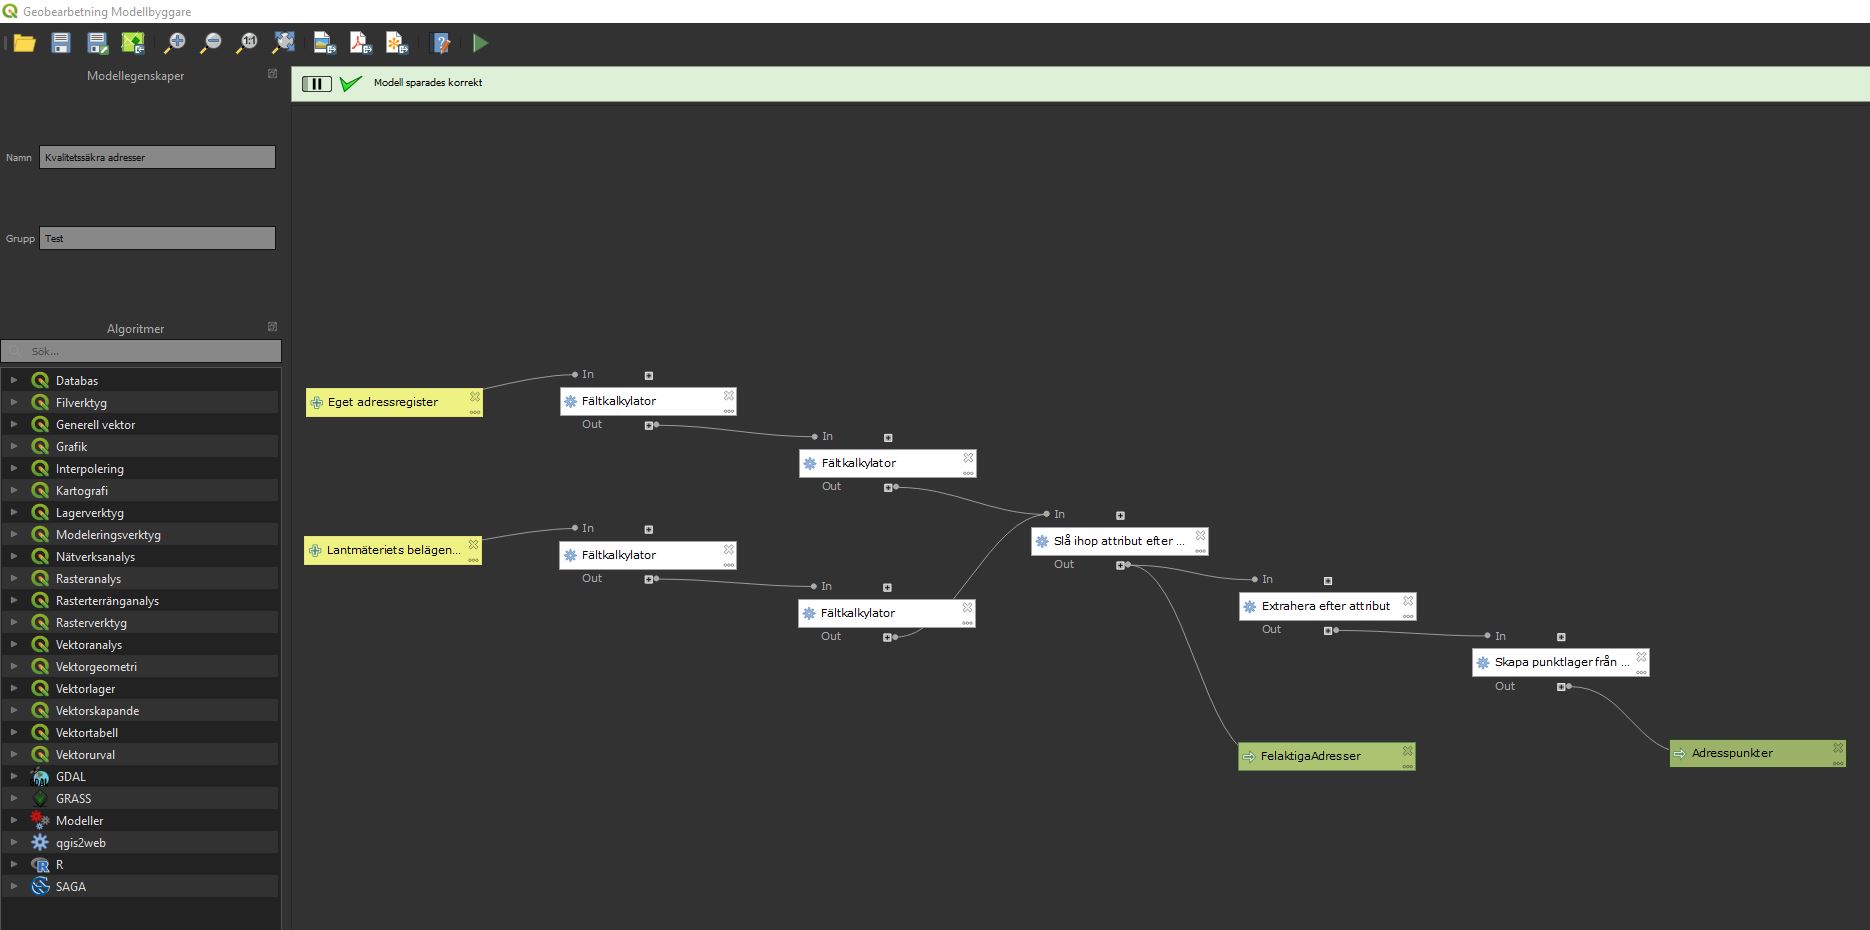 Geobearbetning Modellbyggare
1:1
Modellegenskaper
Namn
Kvalitetssäkra adresser
Grupp
Test
Algoritmer
Sök...
Databas
Filverktyg
Generell vektor
Grafik
Interpolering
Kartografi
Lagerverktyg
Modeleringsverktyg
Nätverksanalys
Rasteranalys
Rasterterränganalys
Rasterverktyg
Vektoranalys
Vektorgeometri
Vektorlager
Vektorskapande
Vektortabell
Vektorurval
GDAL
GRASS
Modeller
qgis2web
R
SAGA
Modell sparades korrekt
Eget adressregister
In
Fältkalkylator
Out
In
Fältkalkylator
Out
Lantmäteriets belägen...
In
Fältkalkylator
Out
In
Fältkalkylator
Out
In
Slå ihop attribut efter ...
Out
In
Extrahera efter attribut
Out
In
Skapa punktlager från ...
Out
FelaktigaAdresser
Adresspunkter